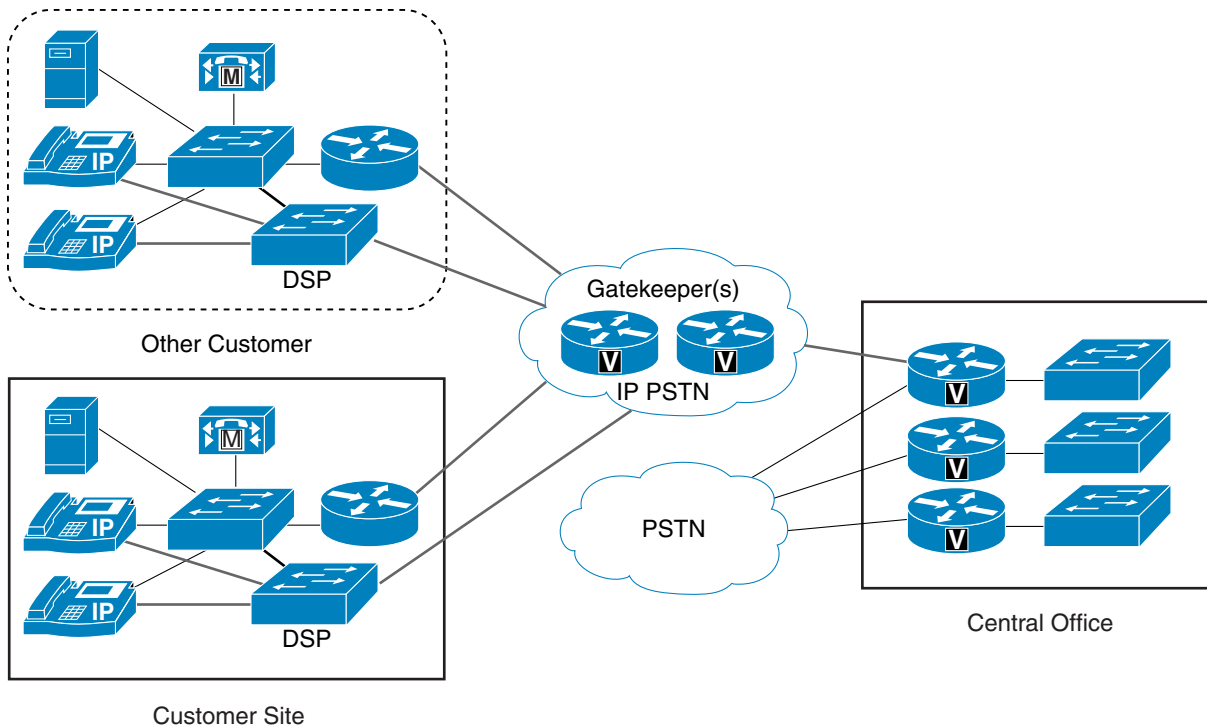 M
IP
IP
DSP
Other Customer
Gatekeeper(s)
V
V
IP PSTN
M
IP
IP
DSP
Customer Site
PSTN
V
V
V
Central Office